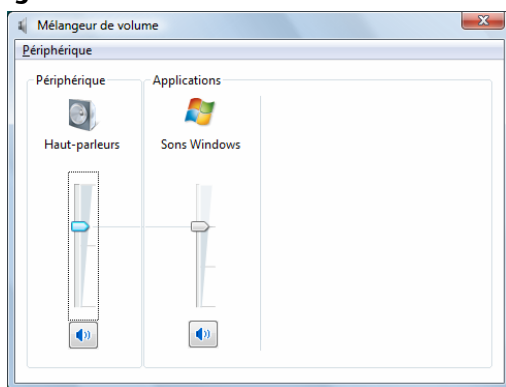 Mélangeur de volume
Périphérique
Périphérique
Applications
Haut-parleurs
Sons Windows